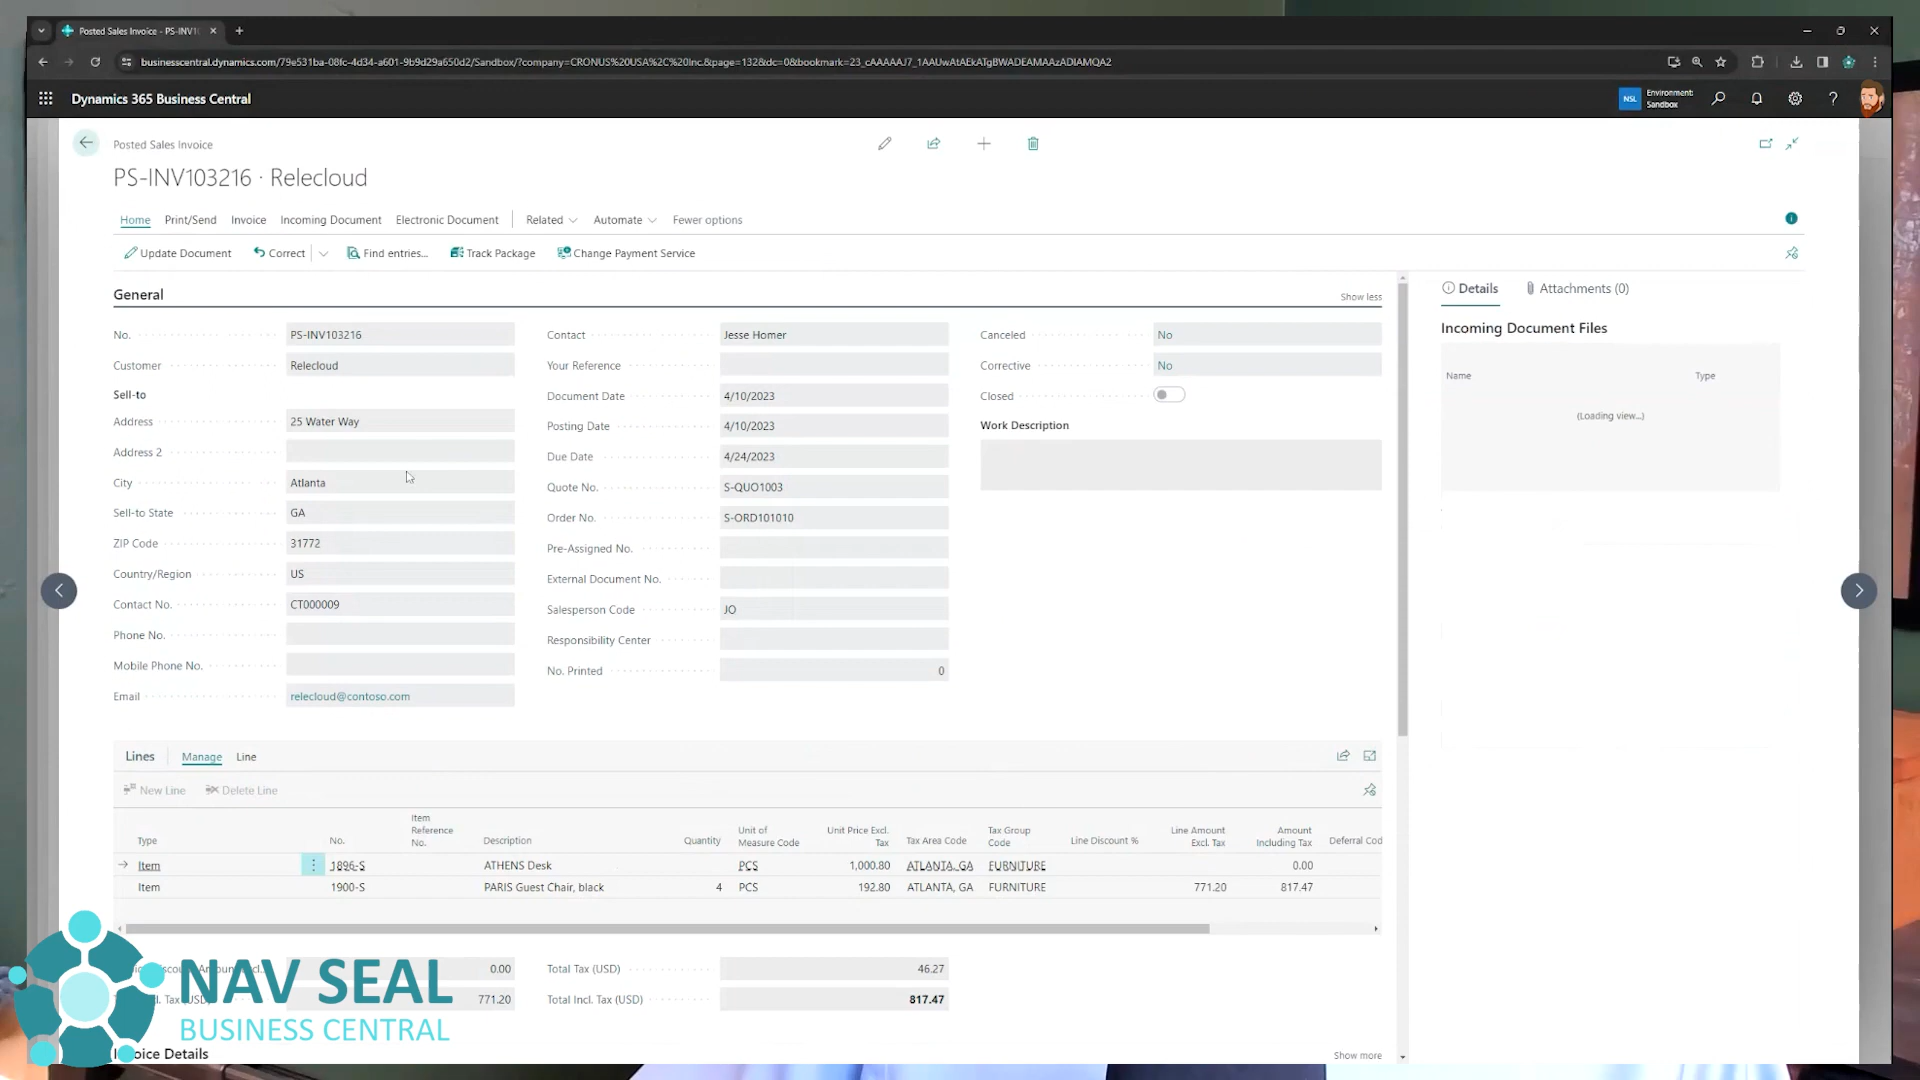 Posted Sales Invoice - PS-INV1
businesscentral.dynamics.com/79e531ba-08fc-4d34-a601-9b9d29a650d2/Sandbox/?company=CRONUS%20USA%2C%20Inc.&page=132&dc=0&bookmark=23_cAAAAAJ7_1AAUwAtAEkATgBWADEAMAAzADIAMQA2
Dynamics 365 Business Central
NSL
Environment:
Sandbox
Posted Sales Invoice
PS-INV103216 · Relecloud
Home Print/Send Invoice Incoming Document Electronic Document Related Automate Fewer options
Update Document Correct Find entries... Track Package Change Payment Service
General
Show less
No. PS-INV103216
Customer Relecloud
Sell-to
Address 25 Water Way
Address 2
City Atlanta
Sell-to State GA
ZIP Code 31772
Country/Region US
Contact No. CT000009
Phone No.
Mobile Phone No.
Email relecloud@contoso.com
Contact Jesse Homer
Your Reference
Document Date 4/10/2023
Posting Date 4/10/2023
Due Date 4/24/2023
Quote No. S-QUO1003
Order No. S-ORD101010
Pre-Assigned No.
External Document No.
Salesperson Code JO
Responsibility Center
No. Printed 0
Canceled No
Corrective No
Closed
Work Description
Details Attachments (0)
Incoming Document Files
Name Type
(Loading view...)
Lines Manage Line
New Line Delete Line
Type No. Item Reference No. Description Quantity Unit of Measure Code Unit Price Excl. Tax Tax Area Code Tax Group Code Line Discount % Line Amount Excl. Tax Amount Including Tax Deferral Cod
Item 1896-S ATHENS Desk PCS 1,000.80 ATLANTA, GA FURNITURE 0.00
Item 1900-S PARIS Guest Chair, black 4 PCS 192.80 ATLANTA, GA FURNITURE 771.20 817.47
0.00
771.20
Total Tax (USD) 46.27
Total Incl. Tax (USD) 817.47
NAV SEAL
BUSINESS CENTRAL
Show more